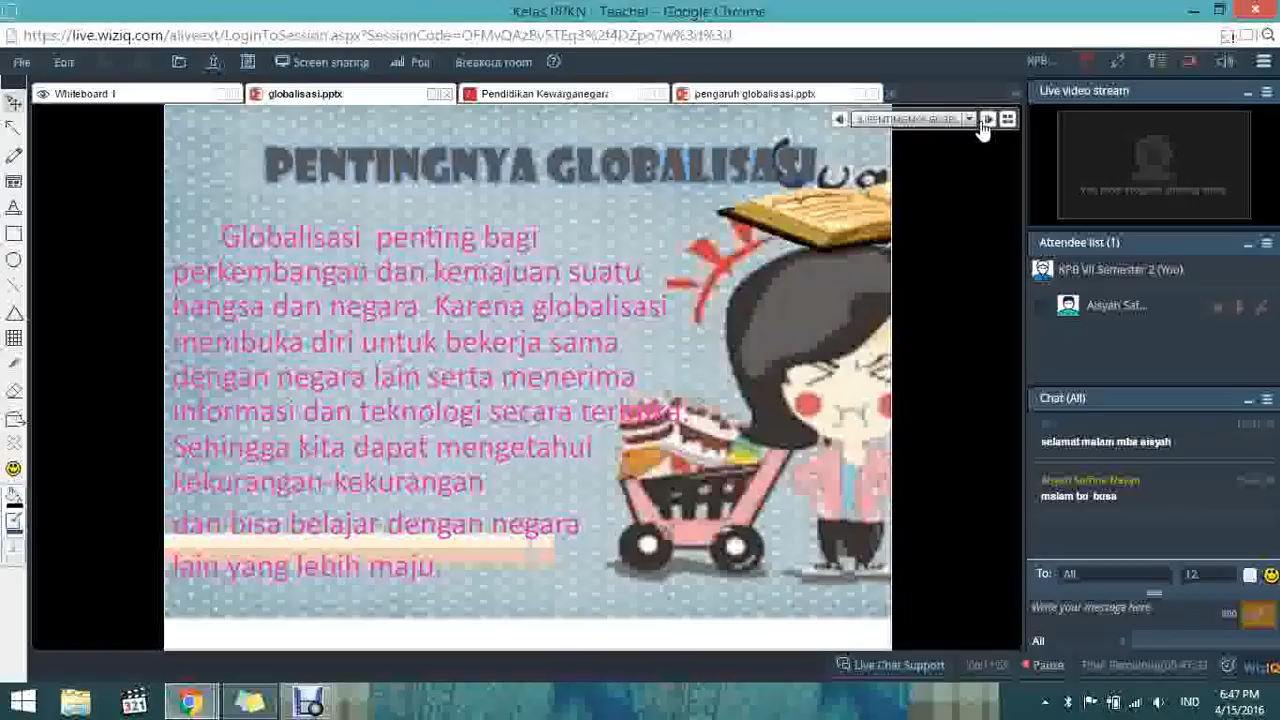 Kelas PPKN : Teacher – Google Chrome
https://live.wiziq.com/aliveext/LoginToSession.aspx?SessionCode=
File Edit Screen sharing Poll Breakout room KPB...
Whiteboard 1 globalisasi.pptx Pendidikan Kewarganegara pengaruh globalisasi.pptx
PENTINGNYA GLOBALISASI
Globalisasi penting bagi
perkembangan dan kemajuan suatu
bangsa dan negara. Karena globalisasi
membuka diri untuk bekerja sama
dengan negara lain serta menerima
informasi dan teknologi secara terbuka.
Sehingga kita dapat mengetahui
kekurangan-kekurangan
dan bisa belajar dengan negara
lain yang lebih maju.
Live video stream
Attendee list (1)
KPB VII Semester 2 (You)
Aisyah Saf...
Chat (All)
selamat malam mba aisyah
malam bu busa
To: All 12
Write your message here
All
Live Chat Support Pause
321
IND
6:47 PM
4/15/2016